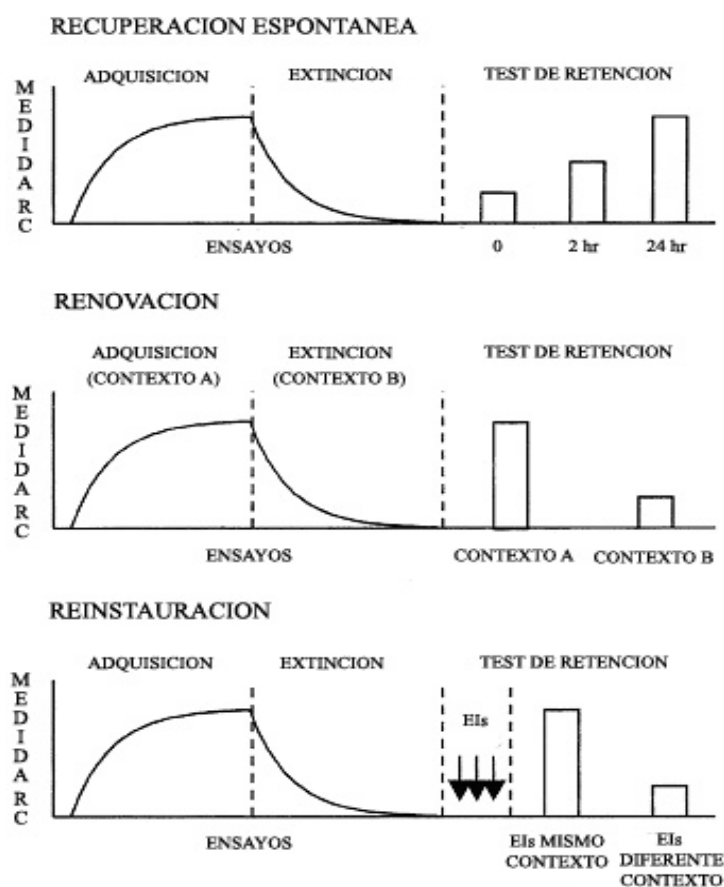 RECUPERACION ESPONTANEA
ADQUISICION EXTINCION TEST DE RETENCION
MEDIDA RC
ENSAYOS 0 2 hr 24 hr
RENOVACION
ADQUISICION EXTINCION TEST DE RETENCION
(CONTEXTO A) (CONTEXTO B)
MEDIDA RC
ENSAYOS CONTEXTO A CONTEXTO B
REINSTAURACION
ADQUISICION EXTINCION TEST DE RETENCION
EIs
MEDIDA RC
ENSAYOS EIs MISMO EIs
CONTEXTO DIFERENTE
CONTEXTO